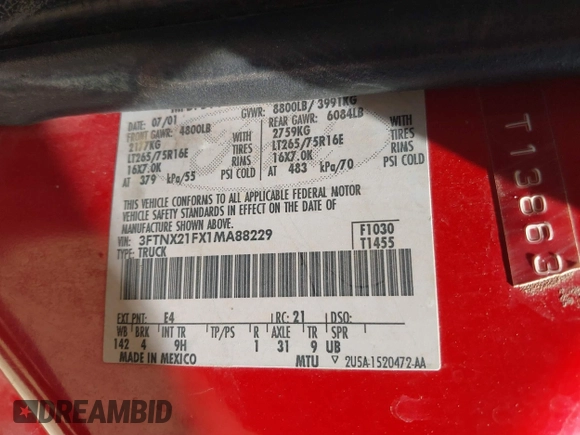 DATE: 07/01 GVWR: 8800LB/ 3991KG
FRONT GAWR: 4800LB REAR GAWR: 6084LB
2177KG WITH 2759KG WITH
LT265/75R16E TIRES LT265/75R16E TIRES
16X7.0K RIMS 16X7.0K RIMS
AT 379 kPa/55 PSI COLD AT 483 kPa/70 PSI COLD
THIS VEHICLE CONFORMS TO ALL APPLICABLE FEDERAL MOTOR
VEHICLE SAFETY STANDARDS IN EFFECT ON THE DATE OF
MANUFACTURE SHOWN ABOVE.
VIN: 3FTNX21FX1MA88229 F1030
TYPE: TRUCK T1455
EXT PNT: E4 RC: 21 DSO:
WB BRK INT TR TP/PS R AXLE TR SPR
142 4 9H 1 31 9 UB
MADE IN MEXICO MTU ▽ 2U5A-1520472-AA
T13863
DREAMBID